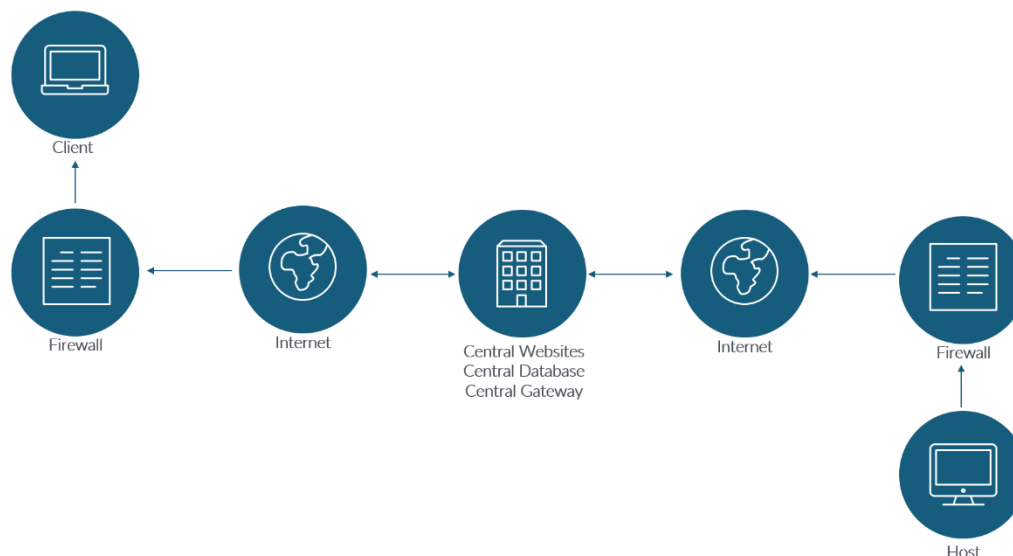 Client
Firewall
Internet
Central Websites
Central Database
Central Gateway
Internet
Firewall
Host